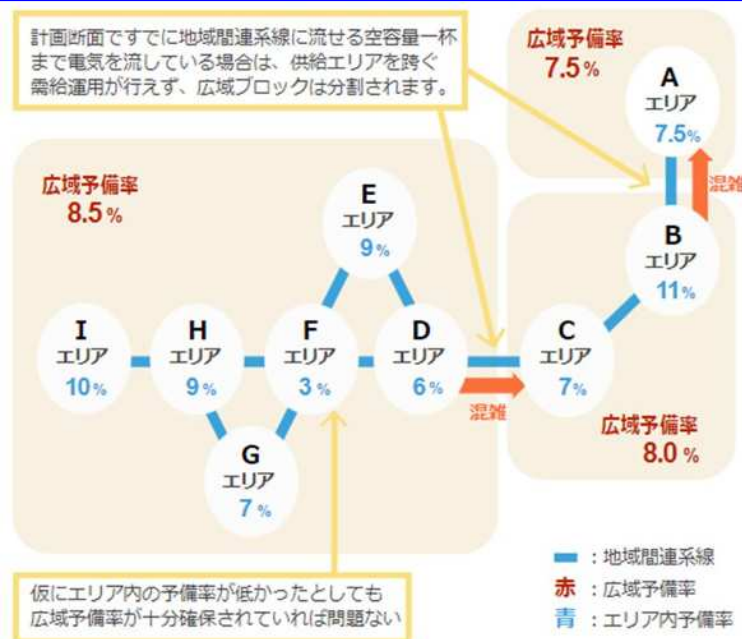 計画断面ですでに地域間連系線に流せる空容量一杯
まで電気を流している場合は、供給エリアを跨ぐ
需給運用が行えず、広域ブロックは分割されます。
広域予備率
7.5%
A
エリア
7.5%
混雑
広域予備率
8.5%
E
エリア
9%
B
エリア
11%
I
エリア
10%
H
エリア
9%
F
エリア
3%
D
エリア
6%
C
エリア
7%
混雑
G
エリア
7%
広域予備率
8.0%
仮にエリア内の予備率が低かったとしても
広域予備率が十分確保されていれば問題ない
：地域間連系線
赤：広域予備率
青：エリア内予備率